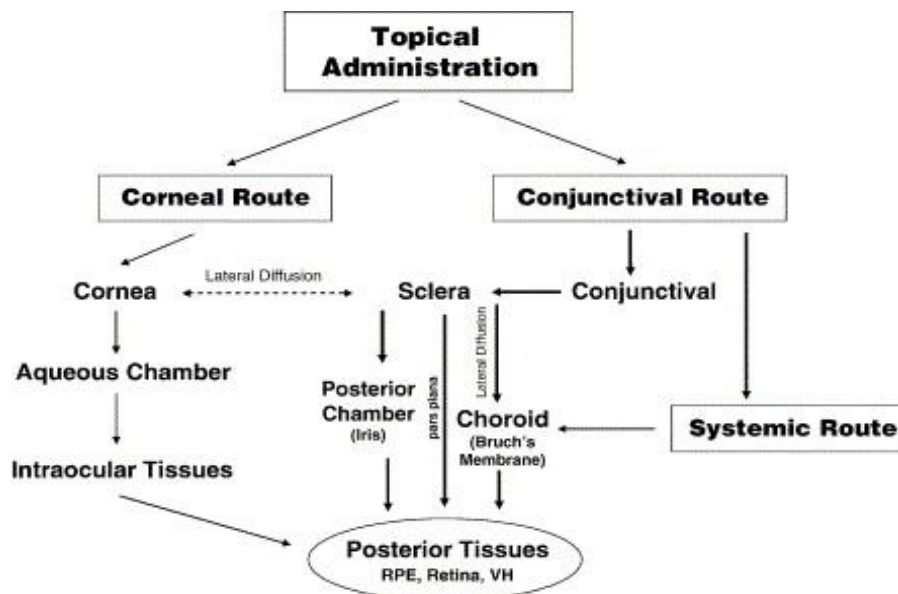 Topical
Administration
Corneal Route
Conjunctival Route
Lateral Diffusion
Cornea
Sclera
Conjunctival
Aqueous Chamber
Posterior
Chamber
(Iris)
pars plana
Lateral Diffusion
Choroid
(Bruch's
Membrane)
Systemic Route
Intraocular Tissues
Posterior Tissues
RPE, Retina, VH